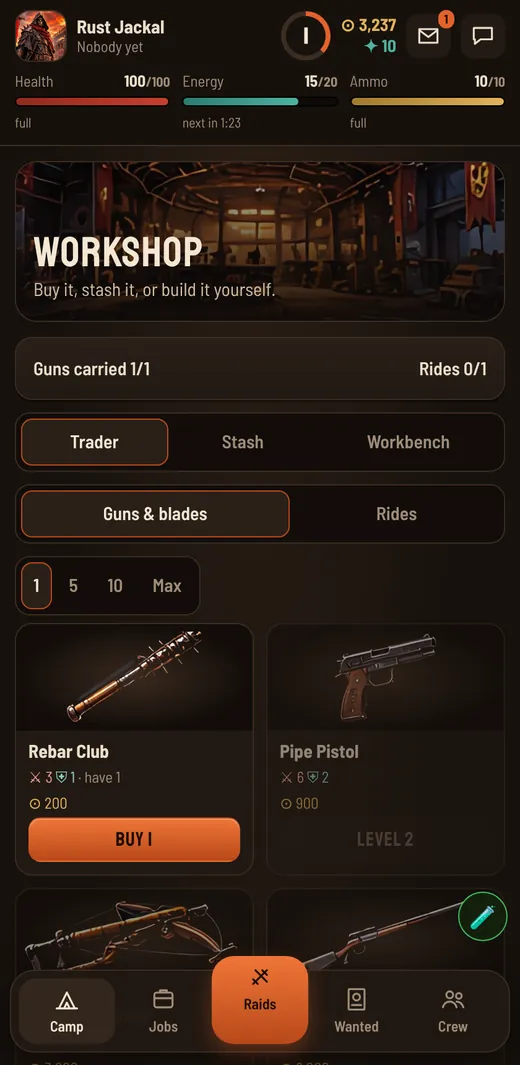 Rust Jackal
Nobody yet
1
3,237
10
1
Health 100/100
Energy 15/20
Ammo 10/10
full
next in 1:23
full
WORKSHOP
Buy it, stash it, or build it yourself.
Guns carried 1/1 Rides 0/1
Trader Stash Workbench
Guns & blades Rides
1 5 10 Max
Rebar Club
3 1 · have 1
200
BUY 1
Pipe Pistol
6 2
900
LEVEL 2
Camp Jobs Raids Wanted Crew